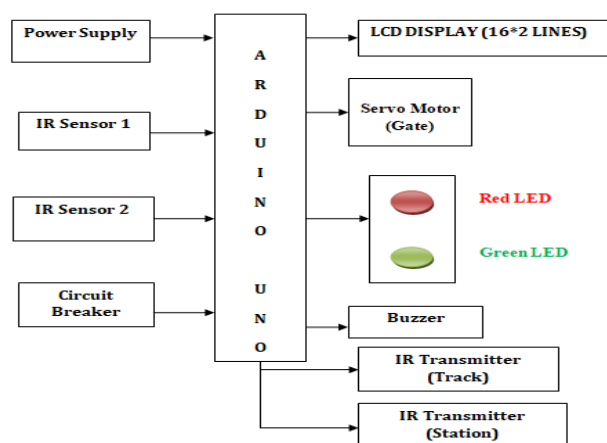 Power Supply
IR Sensor 1
IR Sensor 2
Circuit
Breaker
A
R
D
U
I
N
O
U
N
O
LCD DISPLAY (16*2 LINES)
Servo Motor
(Gate)
Red LED
Green LED
Buzzer
IR Transmitter
(Track)
IR Transmitter
(Station)